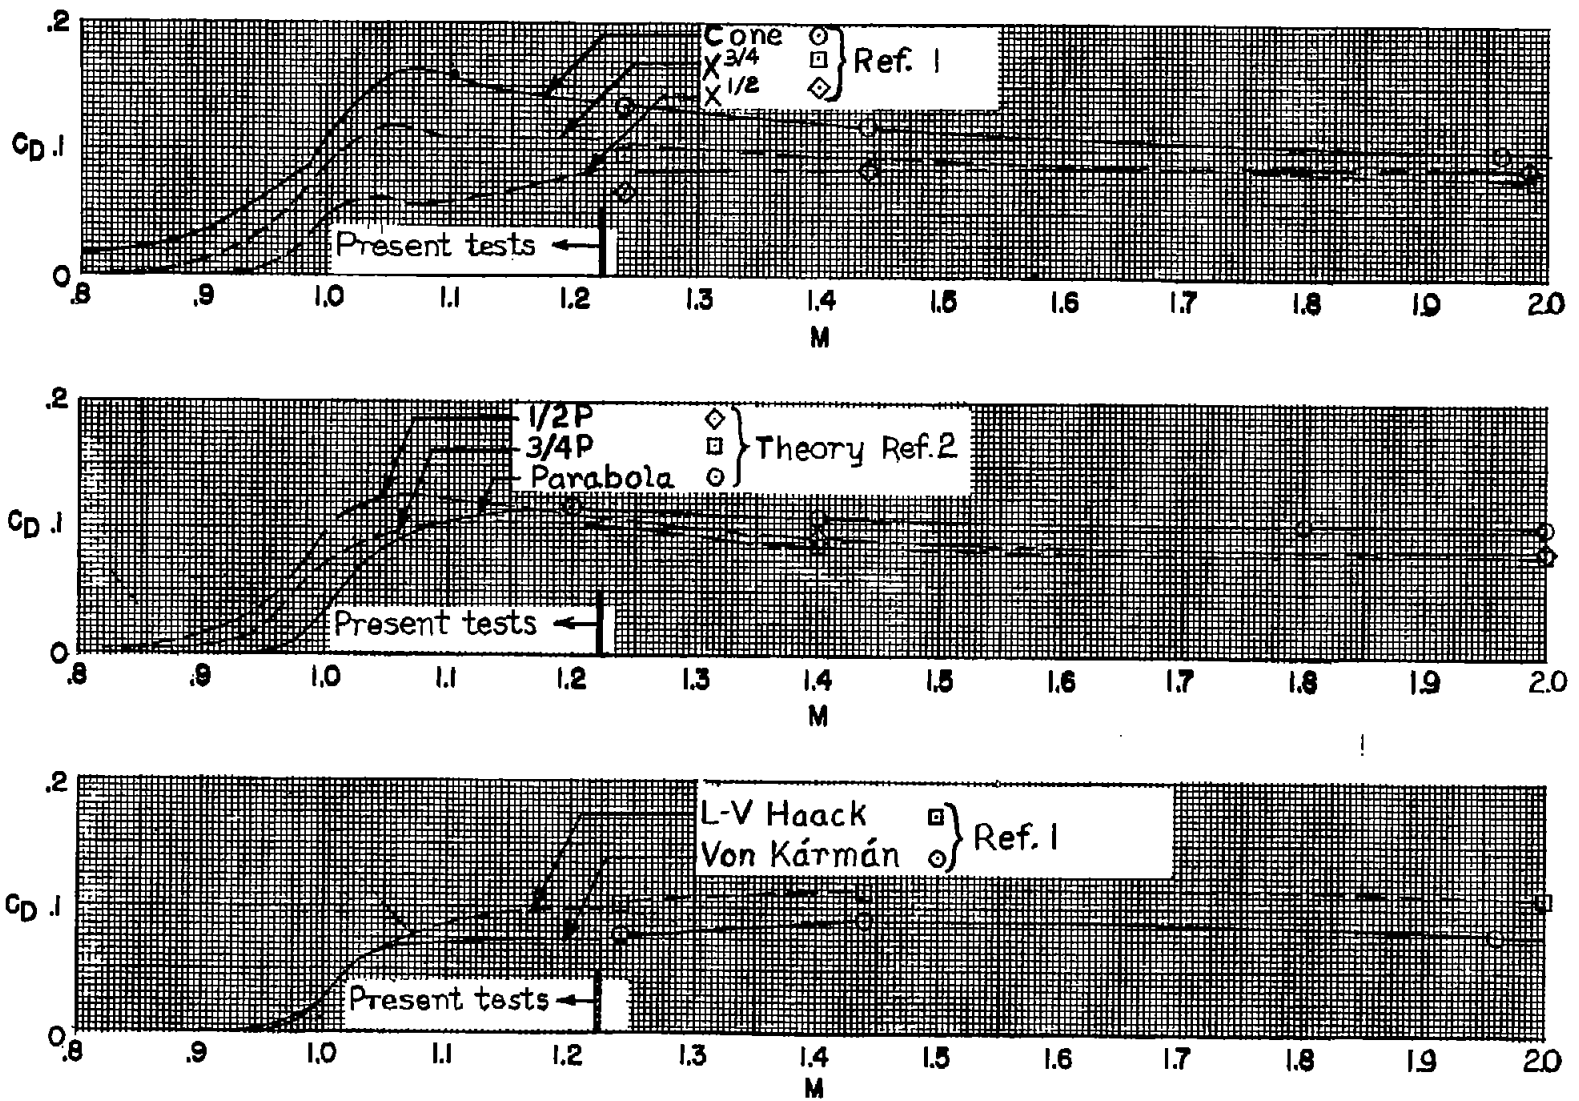 .2
Cone
X3/4
X1/2
Ref. 1
CD .1
Present tests
0
.8 .9 1.0 1.1 1.2 1.3 1.4 1.5 1.6 1.7 1.8 1.9 2.0
M
.2
1/2P
3/4P
Parabola
Theory Ref. 2
CD .1
Present tests
0
.8 .9 1.0 1.1 1.2 1.3 1.4 1.5 1.6 1.7 1.8 1.9 2.0
M
.2
L-V Haack
Von Kármán
Ref. 1
CD .1
Present tests
0
.8 .9 1.0 1.1 1.2 1.3 1.4 1.5 1.6 1.7 1.8 1.9 2.0
M